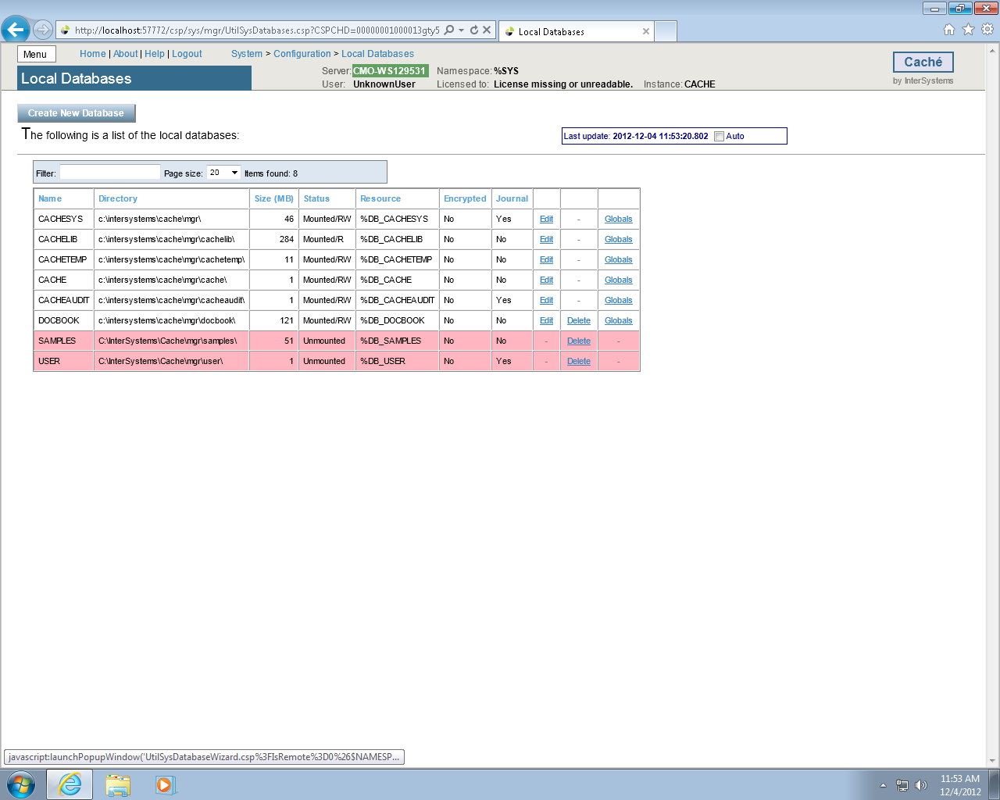 http://localhost:57772/csp/sys/mgr/UtilSysDatabases.csp?CSPCHD=00000001000013gty5
Local Databases
Menu
Home | About | Help | Logout
System > Configuration > Local Databases
Local Databases
Server: CMO-WS129531 Namespace: %SYS
User: UnknownUser Licensed to: License missing or unreadable. Instance: CACHE
Caché
by InterSystems
Create New Database
The following is a list of the local databases:
Last update: 2012-12-04 11:53:20.802 Auto
Filter: Page size: 20 Items found: 8
Name Directory Size (MB) Status Resource Encrypted Journal
CACHESYS c:\intersystems\cache\mgr\ 46 Mounted/RW %DB_CACHESYS No Yes Edit - Globals
CACHELIB c:\intersystems\cache\mgr\cachelib\ 284 Mounted/R %DB_CACHELIB No No Edit - Globals
CACHETEMP c:\intersystems\cache\mgr\cachetemp\ 11 Mounted/RW %DB_CACHETEMP No No Edit - Globals
CACHE c:\intersystems\cache\mgr\cache\ 1 Mounted/RW %DB_CACHE No No Edit - Globals
CACHEAUDIT c:\intersystems\cache\mgr\cacheaudit\ 1 Mounted/RW %DB_CACHEAUDIT No Yes Edit - Globals
DOCBOOK c:\intersystems\cache\mgr\docbook\ 121 Mounted/RW %DB_DOCBOOK No No Edit Delete Globals
SAMPLES C:\InterSystems\Cache\mgr\samples\ 51 Unmounted %DB_SAMPLES No No - Delete -
USER C:\InterSystems\Cache\mgr\user\ 1 Unmounted %DB_USER No Yes - Delete -
javascript:launchPopupWindow('UtilSysDatabaseWizard.csp%3FIsRemote%3D0%26$NAMESP...
11:53 AM
12/4/2012